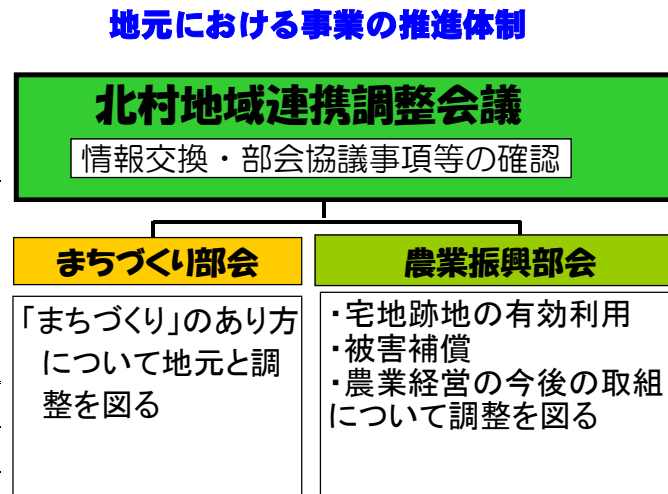 地元における事業の推進体制
北村地域連携調整会議
情報交換・部会協議事項等の確認
まちづくり部会
「まちづくり」のあり方
について地元と調
整を図る
農業振興部会
・宅地跡地の有効利用
・被害補償
・農業経営の今後の取組
について調整を図る